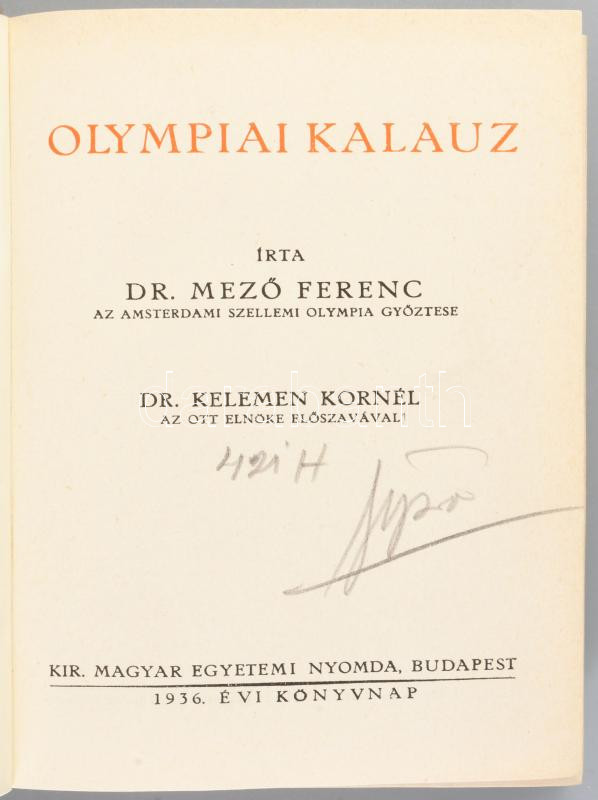 OLYMPIAI KALAUZ
ÍRTA
DR. MEZŐ FERENC
AZ AMSTERDAMI SZELLEMI OLYMPIA GYŐZTESE
DR. KELEMEN KORNÉL
AZ OTT ELNÖKE ELŐSZAVÁVAL
KIR. MAGYAR EGYETEMI NYOMDA, BUDAPEST
1936. ÉVI KÖNYVNAP